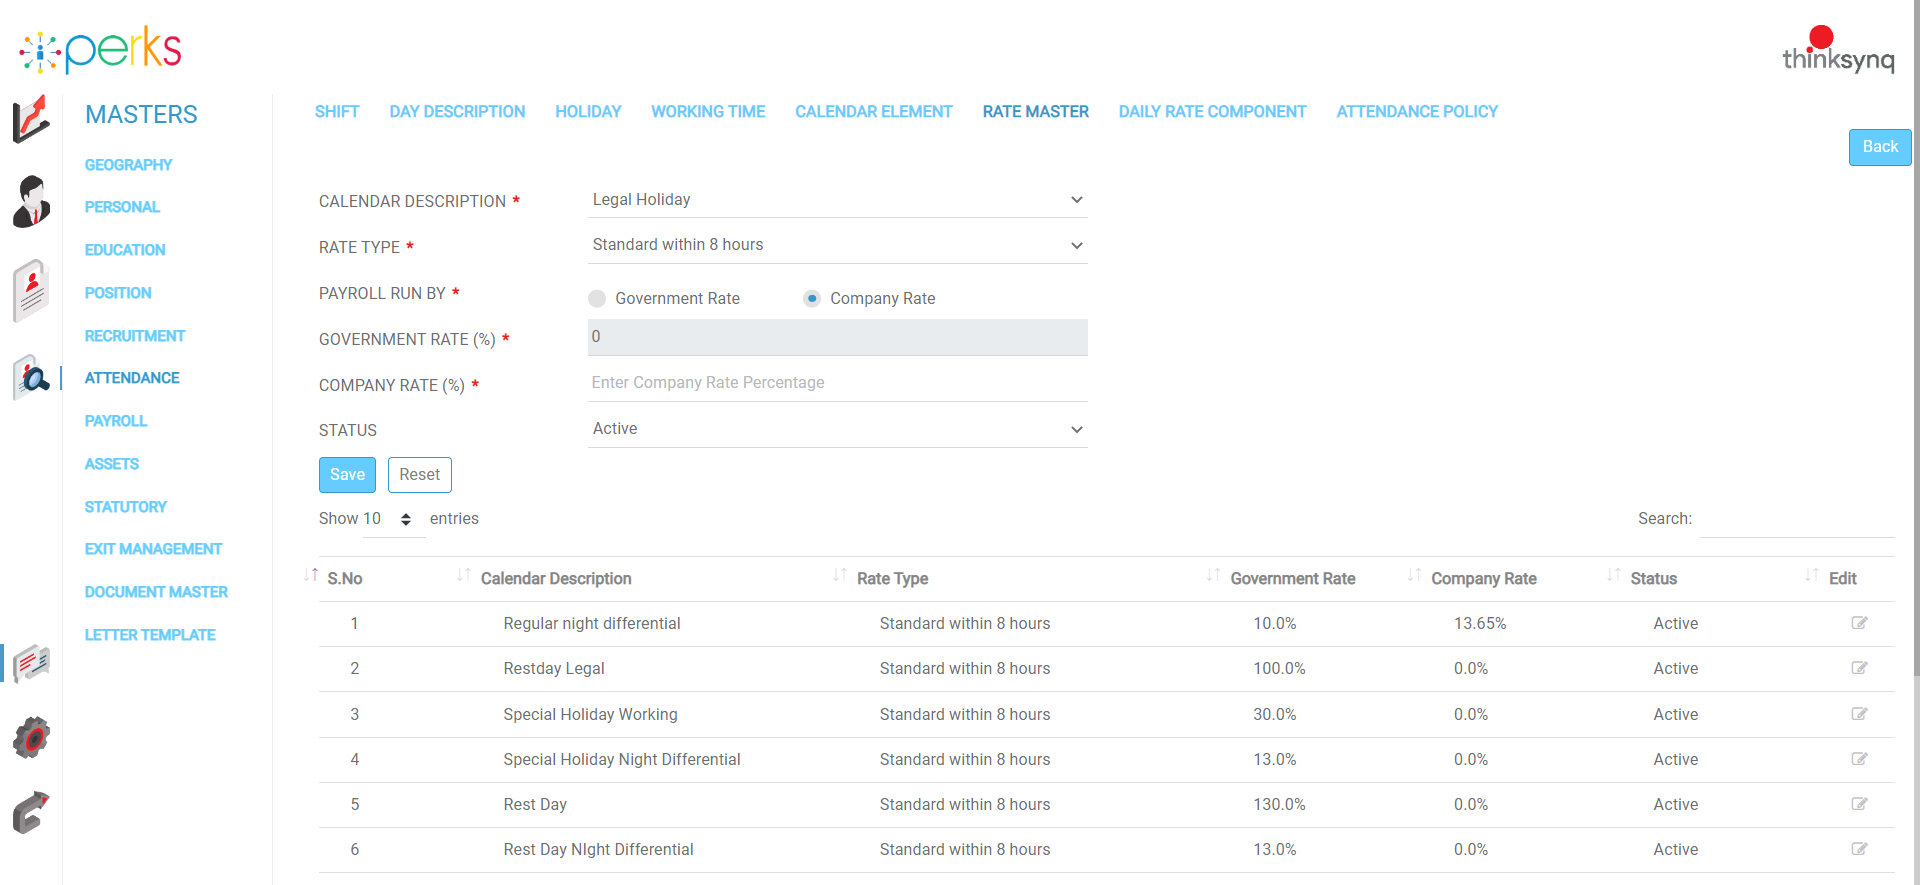 perks
thinksynq
MASTERS
GEOGRAPHY
PERSONAL
EDUCATION
POSITION
RECRUITMENT
ATTENDANCE
PAYROLL
ASSETS
STATUTORY
EXIT MANAGEMENT
DOCUMENT MASTER
LETTER TEMPLATE
SHIFT DAY DESCRIPTION HOLIDAY WORKING TIME CALENDAR ELEMENT RATE MASTER DAILY RATE COMPONENT ATTENDANCE POLICY
Back
CALENDAR DESCRIPTION * Legal Holiday
RATE TYPE * Standard within 8 hours
PAYROLL RUN BY * Government Rate Company Rate
GOVERNMENT RATE (%) * 0
COMPANY RATE (%) * Enter Company Rate Percentage
STATUS Active
Save Reset
Show 10 entries Search:
S.No Calendar Description Rate Type Government Rate Company Rate Status Edit
1 Regular night differential Standard within 8 hours 10.0% 13.65% Active
2 Restday Legal Standard within 8 hours 100.0% 0.0% Active
3 Special Holiday Working Standard within 8 hours 30.0% 0.0% Active
4 Special Holiday Night Differential Standard within 8 hours 13.0% 0.0% Active
5 Rest Day Standard within 8 hours 130.0% 0.0% Active
6 Rest Day NIght Differential Standard within 8 hours 13.0% 0.0% Active